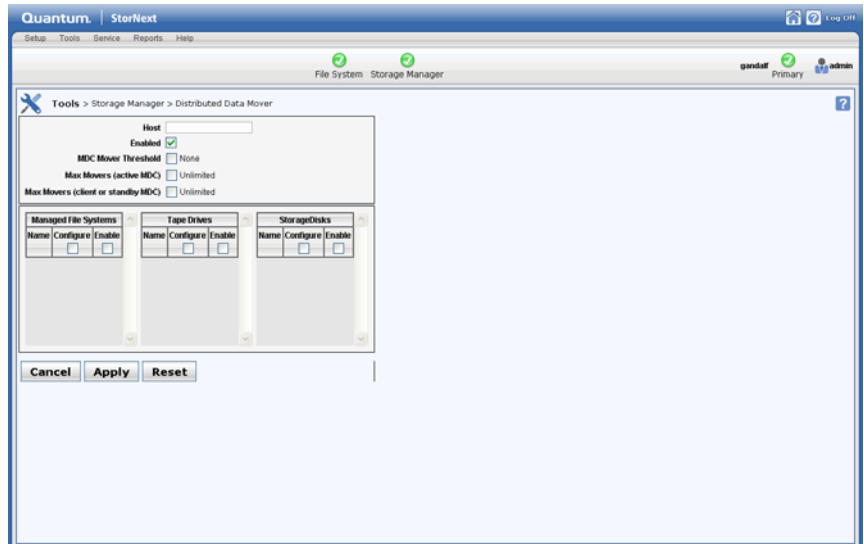 Quantum. StorNext Log Off
Setup Tools Service Reports Help
File System Storage Manager gandalf Primary admin
Tools > Storage Manager > Distributed Data Mover
Host
Enabled
MDC Mover Threshold None
Max Movers (active MDC) Unlimited
Max Movers (client or standby MDC) Unlimited
Managed File Systems Tape Drives StorageDisks
Name Configure Enable Name Configure Enable Name Configure Enable
Cancel Apply Reset